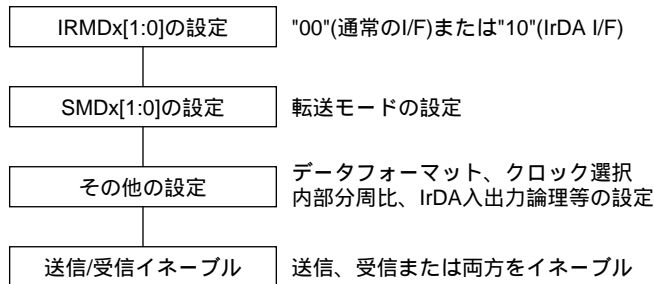 IRMDx[1:0]の設定
"00"(通常のI/F)または"10"(IrDA I/F)
SMDx[1:0]の設定
転送モードの設定
その他の設定
データフォーマット、クロック選択
内部分周比、IrDA入出力論理等の設定
送信/受信イネーブル
送信、受信または両方をイネーブル